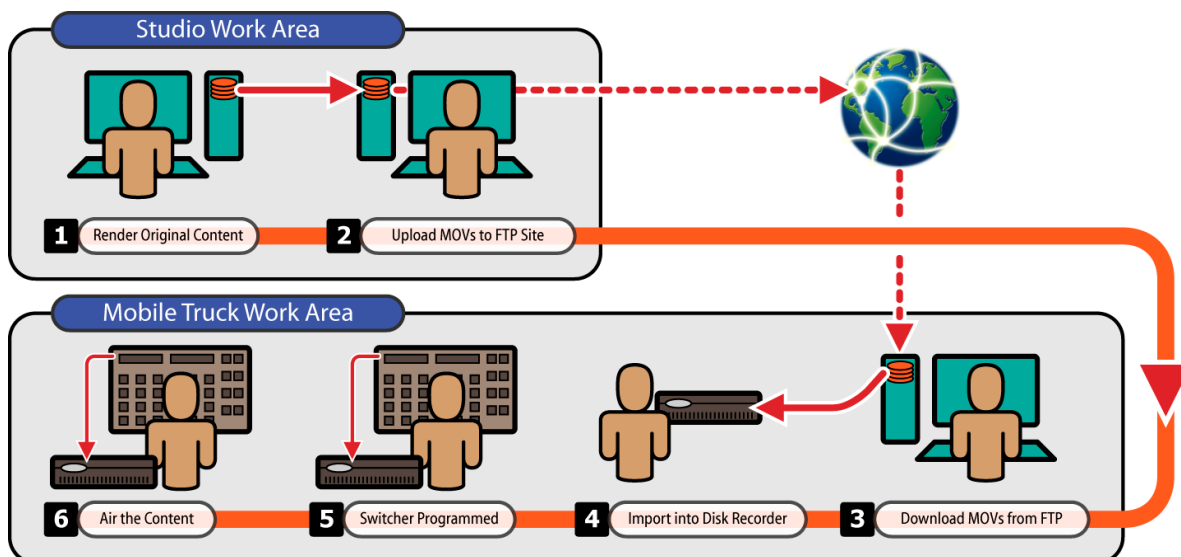 Studio Work Area
1 Render Original Content
2 Upload MOVs to FTP Site
Mobile Truck Work Area
6 Air the Content
5 Switcher Programmed
4 Import into Disk Recorder
3 Download MOVs from FTP